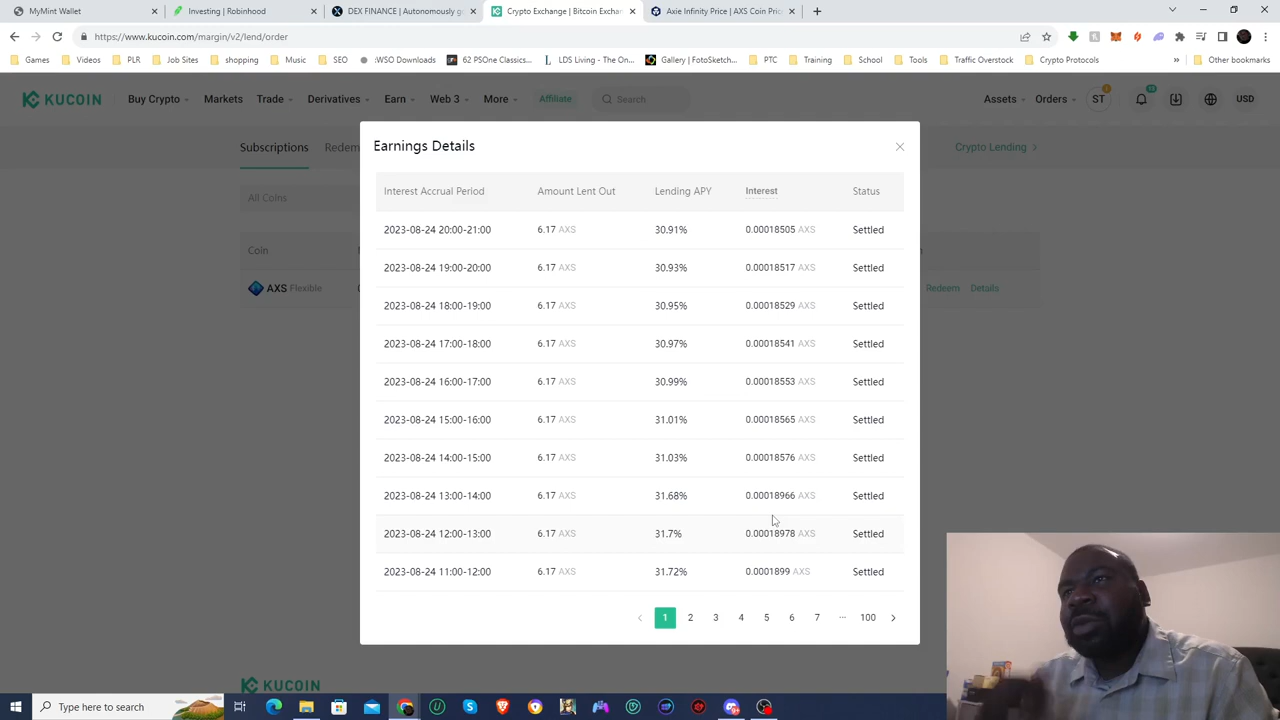 MyMint Wallet
Investing | Robinhood
DEX FINANCE | Autonomously g
Crypto Exchange | Bitcoin Exchan
Axie Infinity Price | AXS Coin Pric
https://www.kucoin.com/margin/v2/lend/order
Games Videos PLR Job Sites shopping Music SEO iWSO Downloads 62 PSOne Classics... LDS Living - The On... Gallery | FotoSketch... PTC Training School Tools Traffic Overstock Crypto Protocols » Other bookmarks
KUCOIN Buy Crypto Markets Trade Derivatives Earn Web 3 More Affiliate Search Assets Orders ST USD
Subscriptions Redem Crypto Lending
All Coins
Coin
AXS Flexible Redeem Details
Earnings Details
Interest Accrual Period Amount Lent Out Lending APY Interest Status
2023-08-24 20:00-21:00 6.17 AXS 30.91% 0.00018505 AXS Settled
2023-08-24 19:00-20:00 6.17 AXS 30.93% 0.00018517 AXS Settled
2023-08-24 18:00-19:00 6.17 AXS 30.95% 0.00018529 AXS Settled
2023-08-24 17:00-18:00 6.17 AXS 30.97% 0.00018541 AXS Settled
2023-08-24 16:00-17:00 6.17 AXS 30.99% 0.00018553 AXS Settled
2023-08-24 15:00-16:00 6.17 AXS 31.01% 0.00018565 AXS Settled
2023-08-24 14:00-15:00 6.17 AXS 31.03% 0.00018576 AXS Settled
2023-08-24 13:00-14:00 6.17 AXS 31.68% 0.00018966 AXS Settled
2023-08-24 12:00-13:00 6.17 AXS 31.7% 0.00018978 AXS Settled
2023-08-24 11:00-12:00 6.17 AXS 31.72% 0.0001899 AXS Settled
1 2 3 4 5 6 7 ··· 100
KUCOIN
Type here to search